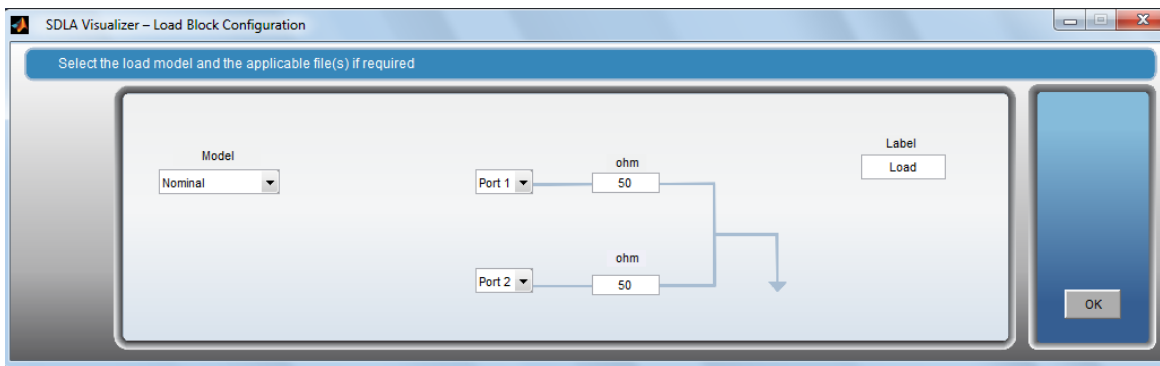 SDLA Visualizer – Load Block Configuration
Select the load model and the applicable file(s) if required
Model
Nominal
Port 1
ohm
50
Label
Load
Port 2
ohm
50
OK